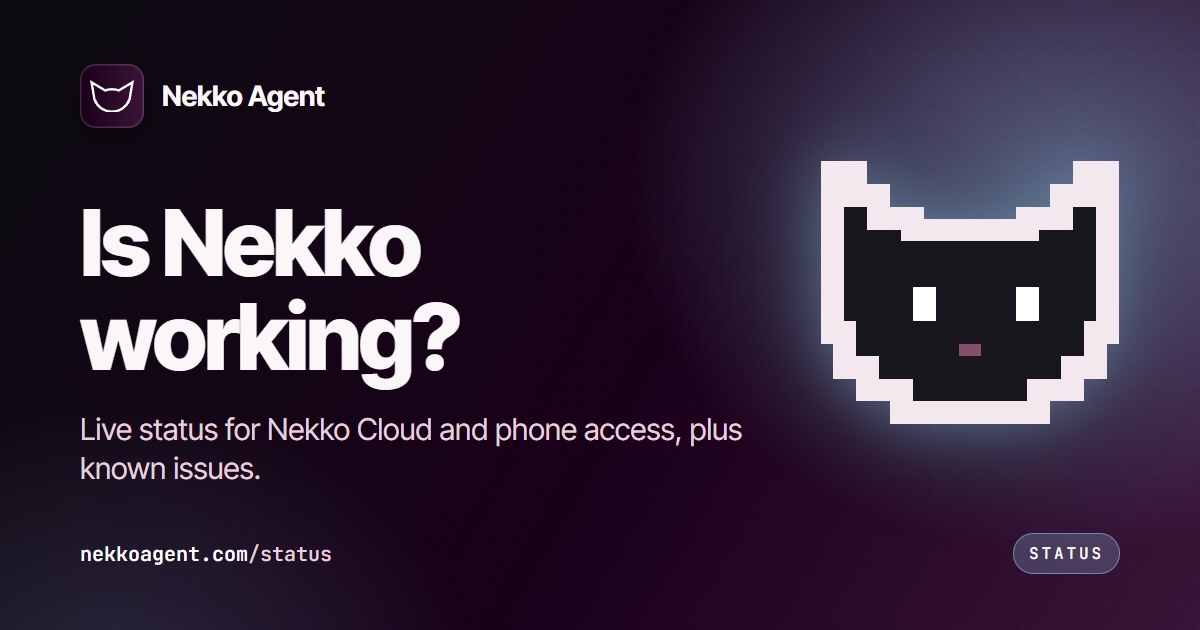 Nekko Agent
Is Nekko
working?
Live status for Nekko Cloud and phone access, plus
known issues.
nekkoagent.com/status
STATUS